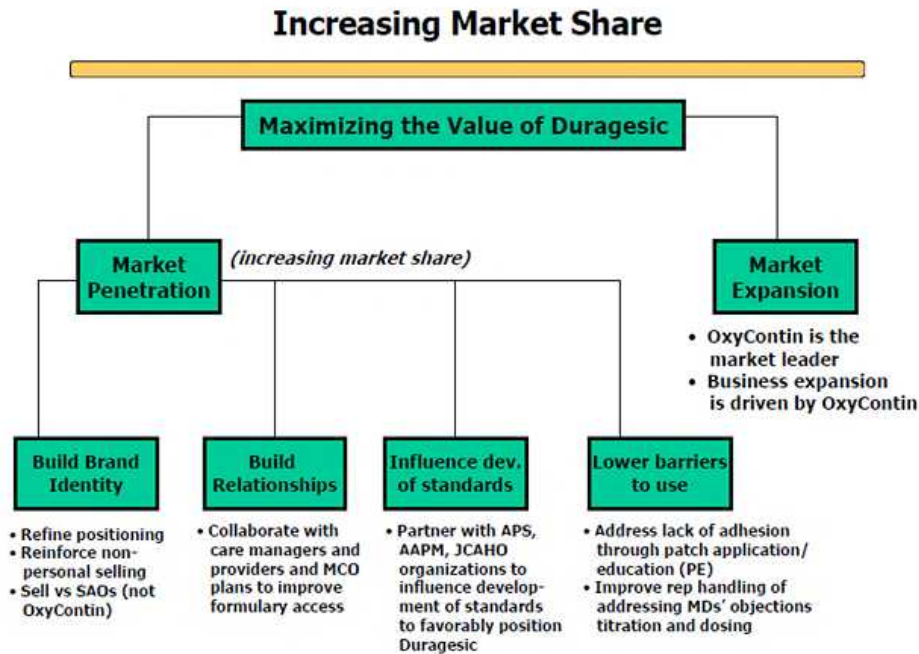 Increasing Market Share
Maximizing the Value of Duragesic
Market
Penetration
(increasing market share)
Market
Expansion
• OxyContin is the
market leader
• Business expansion
is driven by OxyContin
Build Brand
Identity
• Refine positioning
• Reinforce non-
personal selling
• Sell vs SAOs (not
OxyContin)
Build
Relationships
• Collaborate with
care managers and
providers and MCO
plans to improve
formulary access
Influence dev.
of standards
• Partner with APS,
AAPM, JCAHO
organizations to
influence develop-
ment of standards
to favorably position
Duragesic
Lower barriers
to use
• Address lack of adhesion
through patch application/
education (PE)
• Improve rep handling of
addressing MDs' objections
titration and dosing